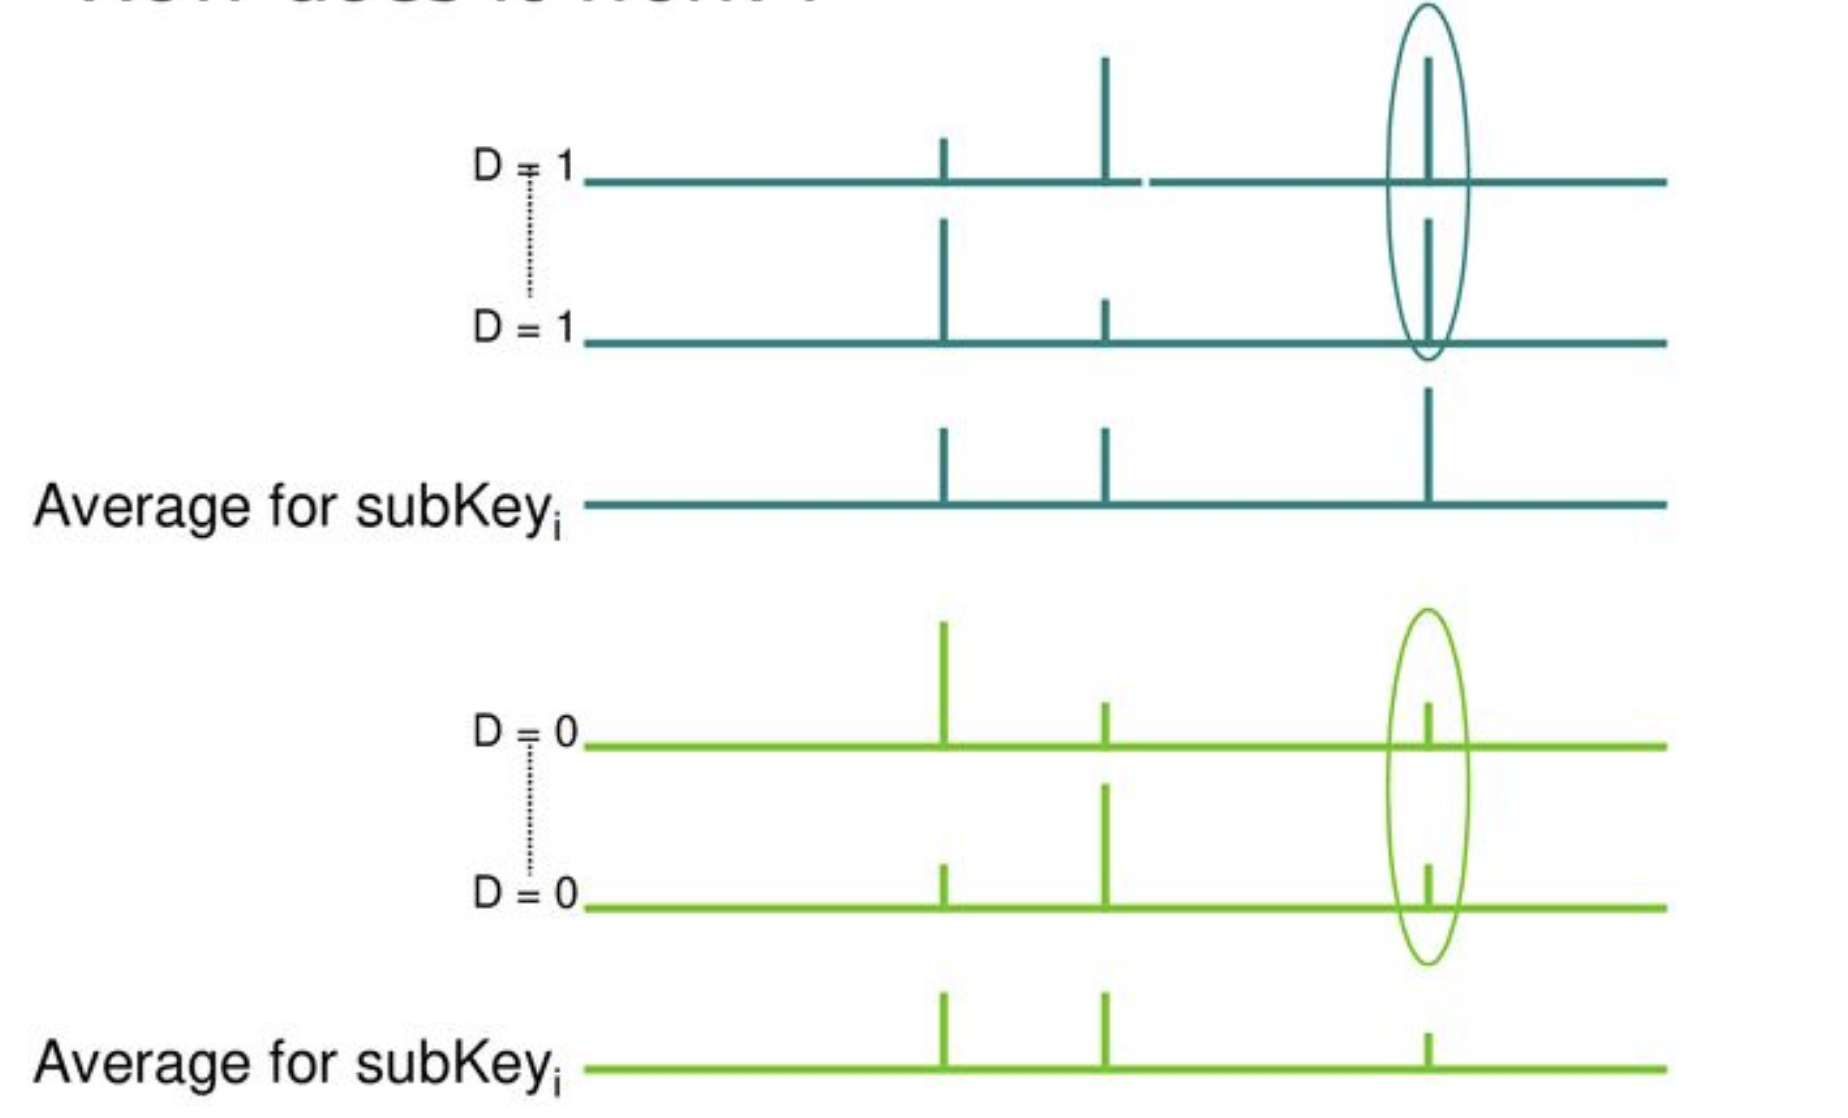 D = 1
D = 1
Average for subKeyi
D = 0
D = 0
Average for subKeyi